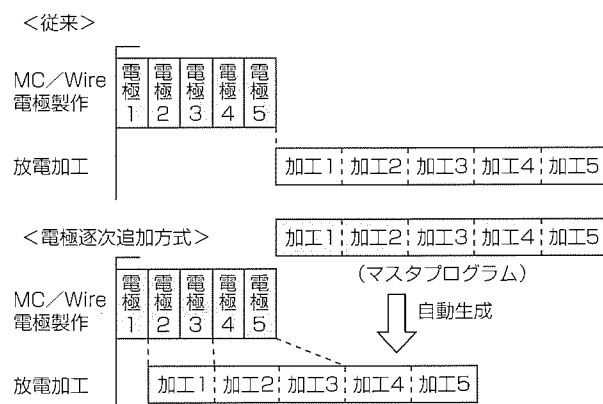 <従来>
MC/Wire
電極製作
電極1 電極2 電極3 電極4 電極5
放電加工
加工1 加工2 加工3 加工4 加工5
<電極逐次追加方式>
加工1 加工2 加工3 加工4 加工5
(マスタプログラム)
自動生成
MC/Wire
電極製作
電極1 電極2 電極3 電極4 電極5
放電加工
加工1 加工2 加工3 加工4 加工5